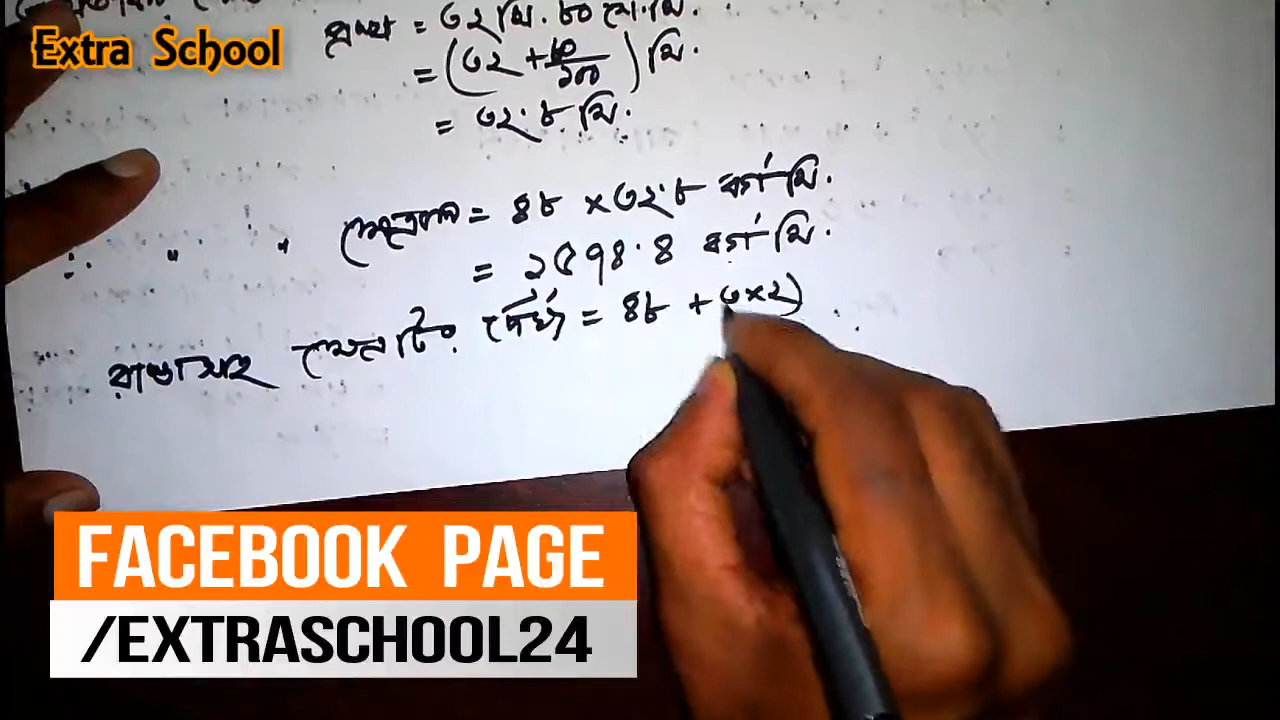 Extra School
প্রস্থ = ৩২ মি. ৮০ সে.মি.
= (৩২ + ৮০/১০০) মি.
= ৩২.৮ মি.
∴ " " ক্ষেত্রফল = ৪৮ × ৩২.৮ বর্গ মি.
= ১৫৭৪.৪ বর্গ মি.
রাস্তাসহ ক্ষেত্রটির দৈর্ঘ্য = ৪৮ + ৩×২)
FACEBOOK PAGE
/EXTRASCHOOL24